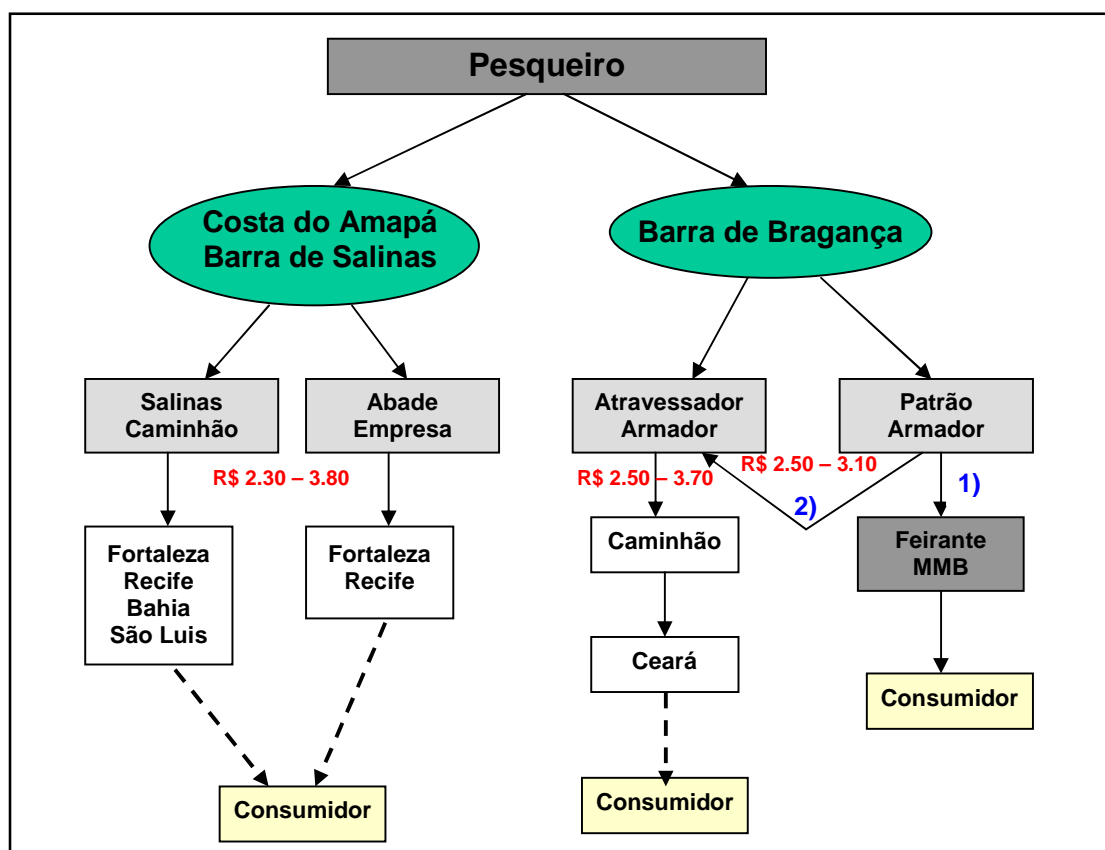 Pesqueiro
Costa do Amapá
Barra de Salinas
Barra de Bragança
Salinas
Caminhão
Abade
Empresa
Atravessador
Armador
Patrão
Armador
R$ 2.30 – 3.80
R$ 2.50 – 3.70
R$ 2.50 – 3.10
1)
2)
Fortaleza
Recife
Bahia
São Luis
Fortaleza
Recife
Caminhão
Feirante
MMB
Ceará
Consumidor
Consumidor
Consumidor